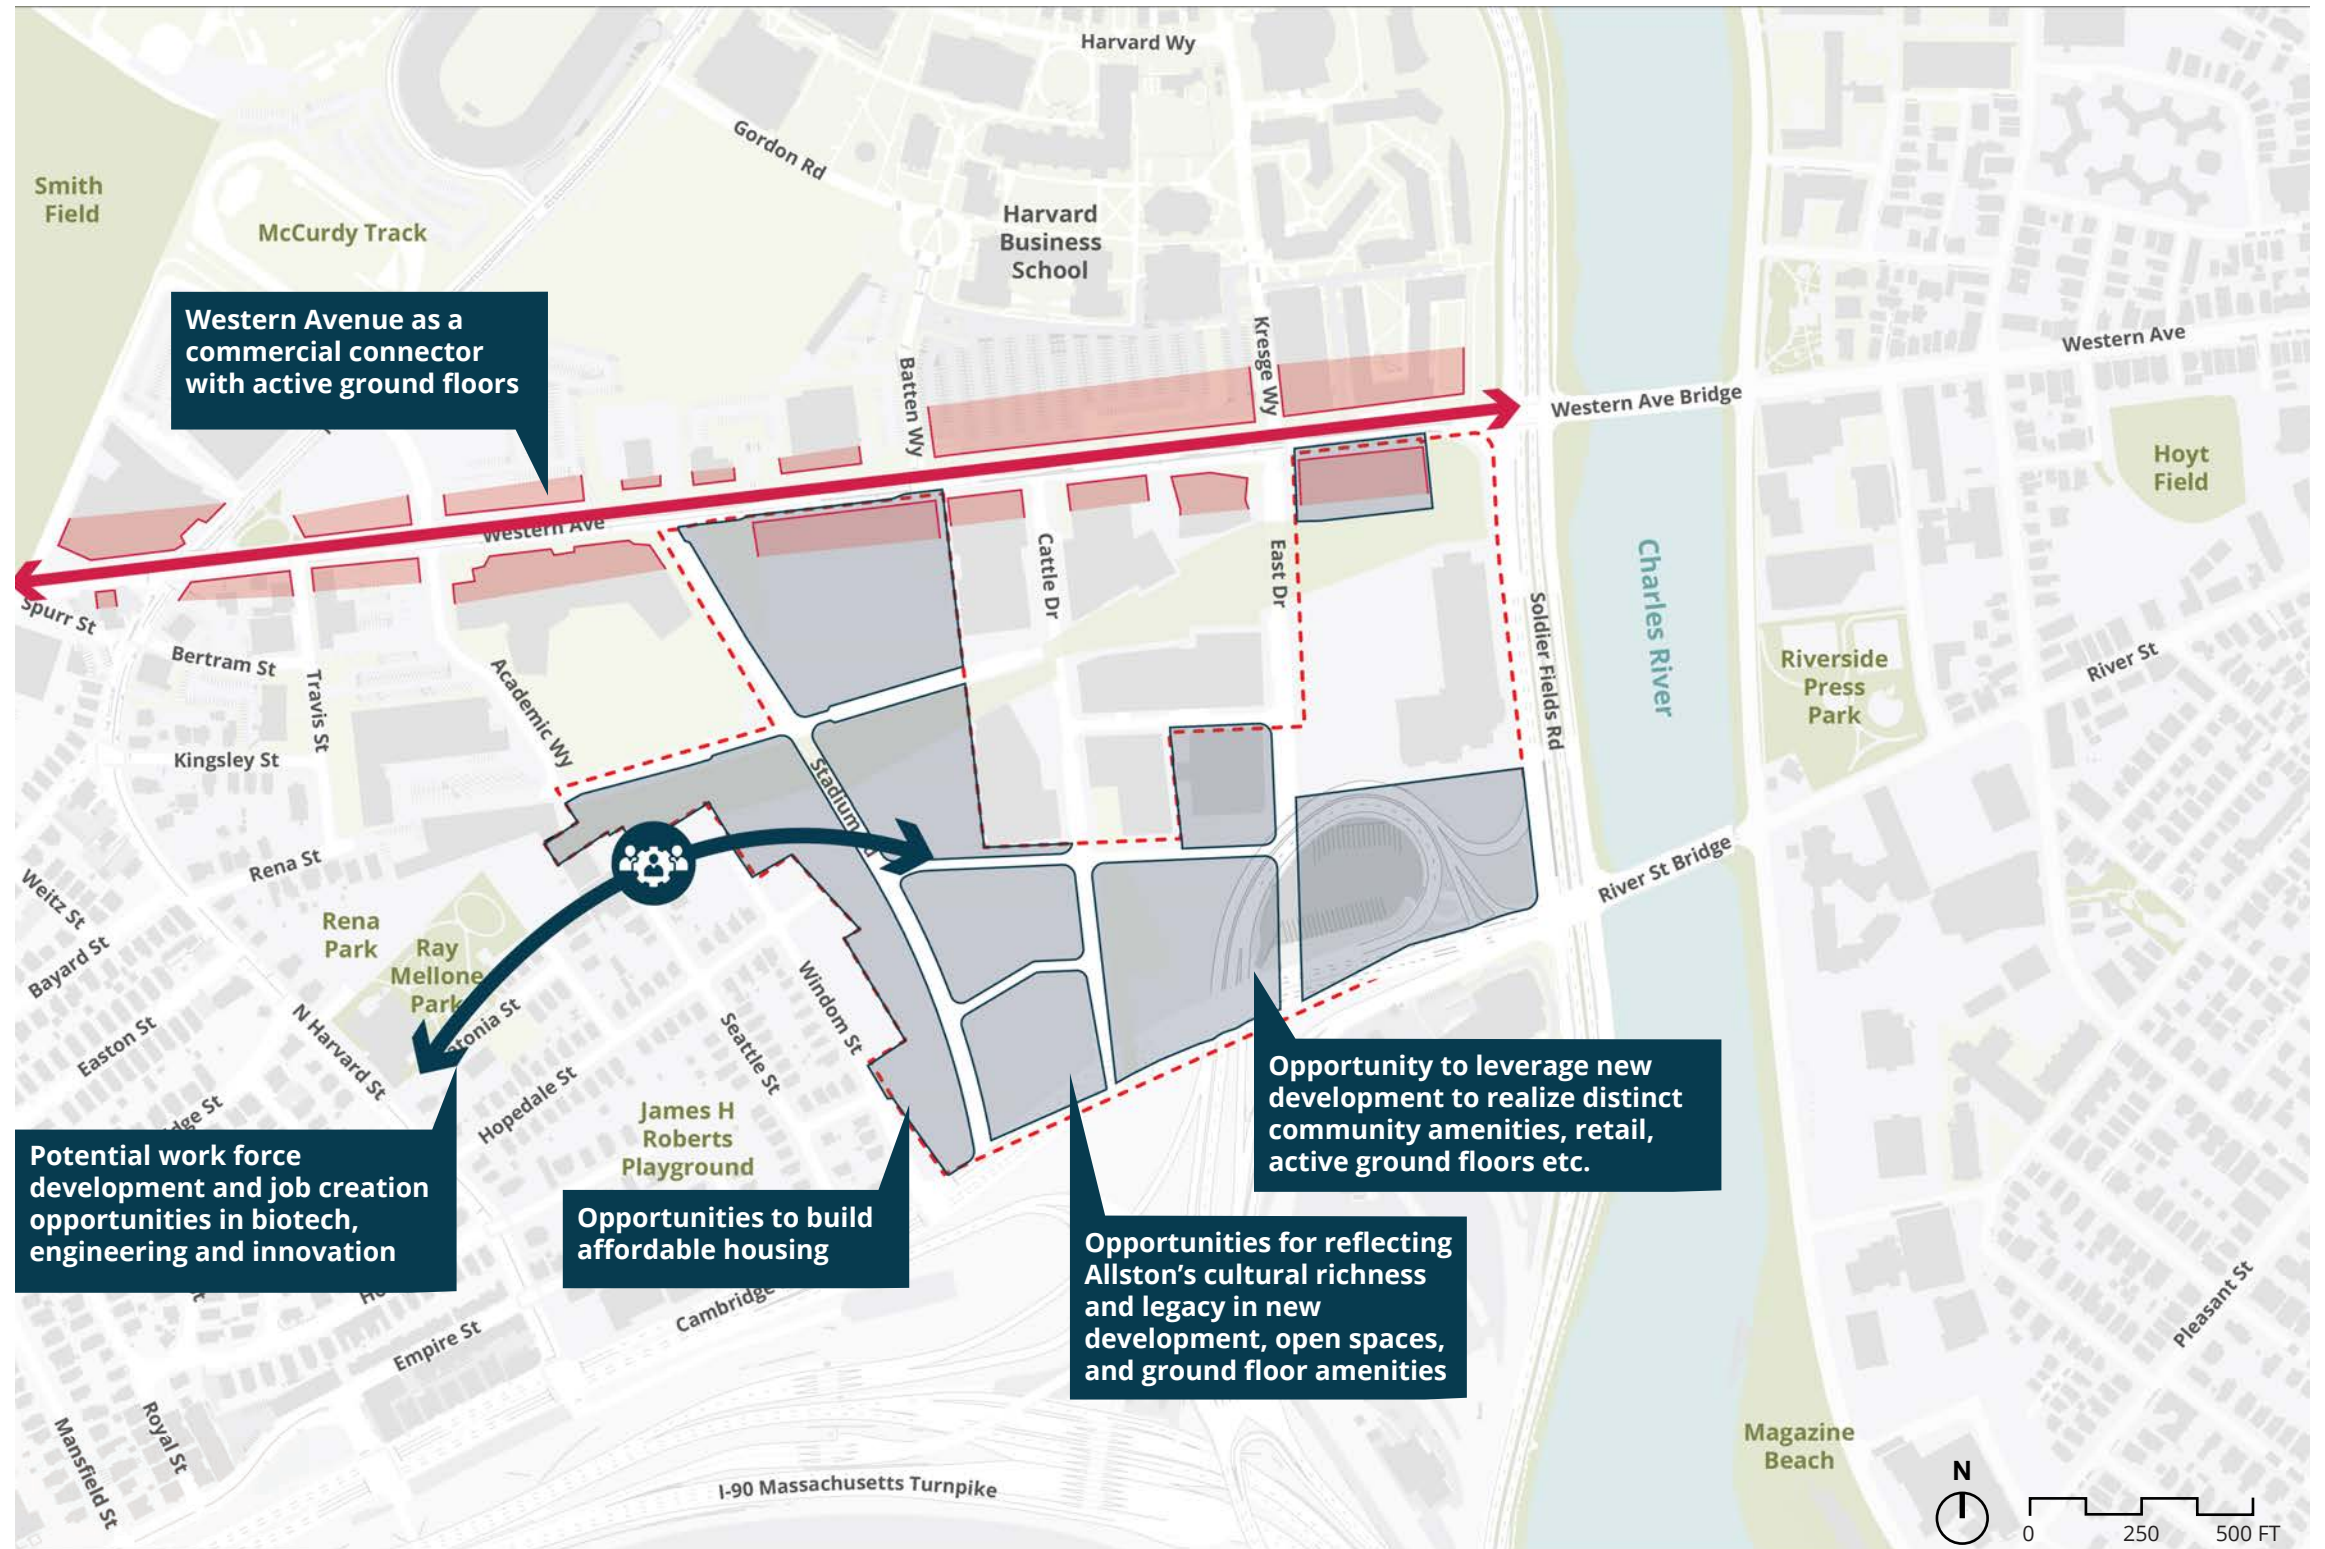 Harvard Wy
Gordon Rd
Smith
Field
McCurdy Track
Harvard
Business
School
Western Avenue as a
commercial connector
with active ground floors
Batten Wy
Kresge Wy
Western Ave
Western Ave Bridge
Hoyt
Field
Western Ave
Cattle Dr
East Dr
Soldier Fields Rd
Charles River
Spurr St
Bertram St
Travis St
Academic Wy
Kingsley St
Riverside
Press
Park
River St
Stadium
Rena St
Weitz St
Bayard St
Rena
Park
Ray
Mellone
Park
River St Bridge
Easton St
N Harvard St
Windom St
Seattle St
Hopedale St
James H
Roberts
Playground
Opportunity to leverage new
development to realize distinct
community amenities, retail,
active ground floors etc.
Potential work force
development and job creation
opportunities in biotech,
engineering and innovation
Opportunities to build
affordable housing
Opportunities for reflecting
Allston's cultural richness
and legacy in new
development, open spaces,
and ground floor amenities
Cambridge
Empire St
Royal St
Mansfield St
Pleasant St
Magazine
Beach
I-90 Massachusetts Turnpike
N
0 250 500 FT